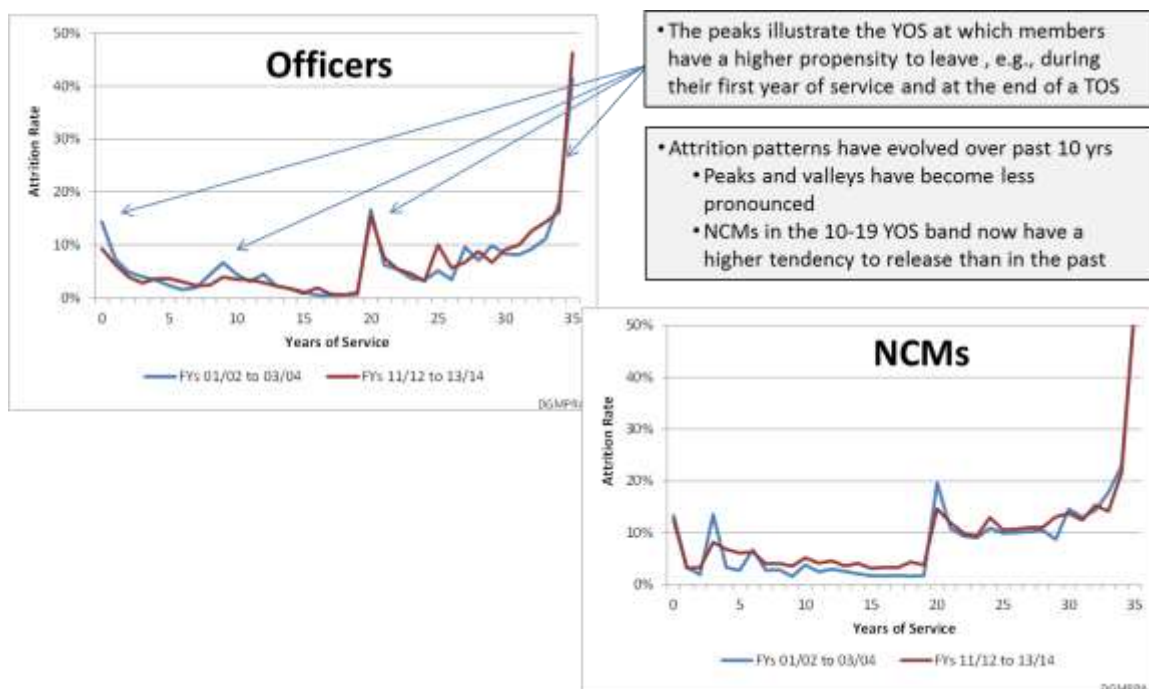 Officers
50%
40%
30%
20%
10%
0%
Attrition Rate
0 5 10 15 20 25 30 35
Years of Service
FYs 01/02 to 03/04 FYs 11/12 to 13/14
DGMPRA
• The peaks illustrate the YOS at which members
have a higher propensity to leave , e.g., during
their first year of service and at the end of a TOS
• Attrition patterns have evolved over past 10 yrs
• Peaks and valleys have become less
pronounced
• NCMs in the 10-19 YOS band now have a
higher tendency to release than in the past
NCMs
50%
40%
30%
20%
10%
0%
Attrition Rate
0 5 10 15 20 25 30 35
Years of Service
FYs 01/02 to 03/04 FYs 11/12 to 13/14
DGMPRA